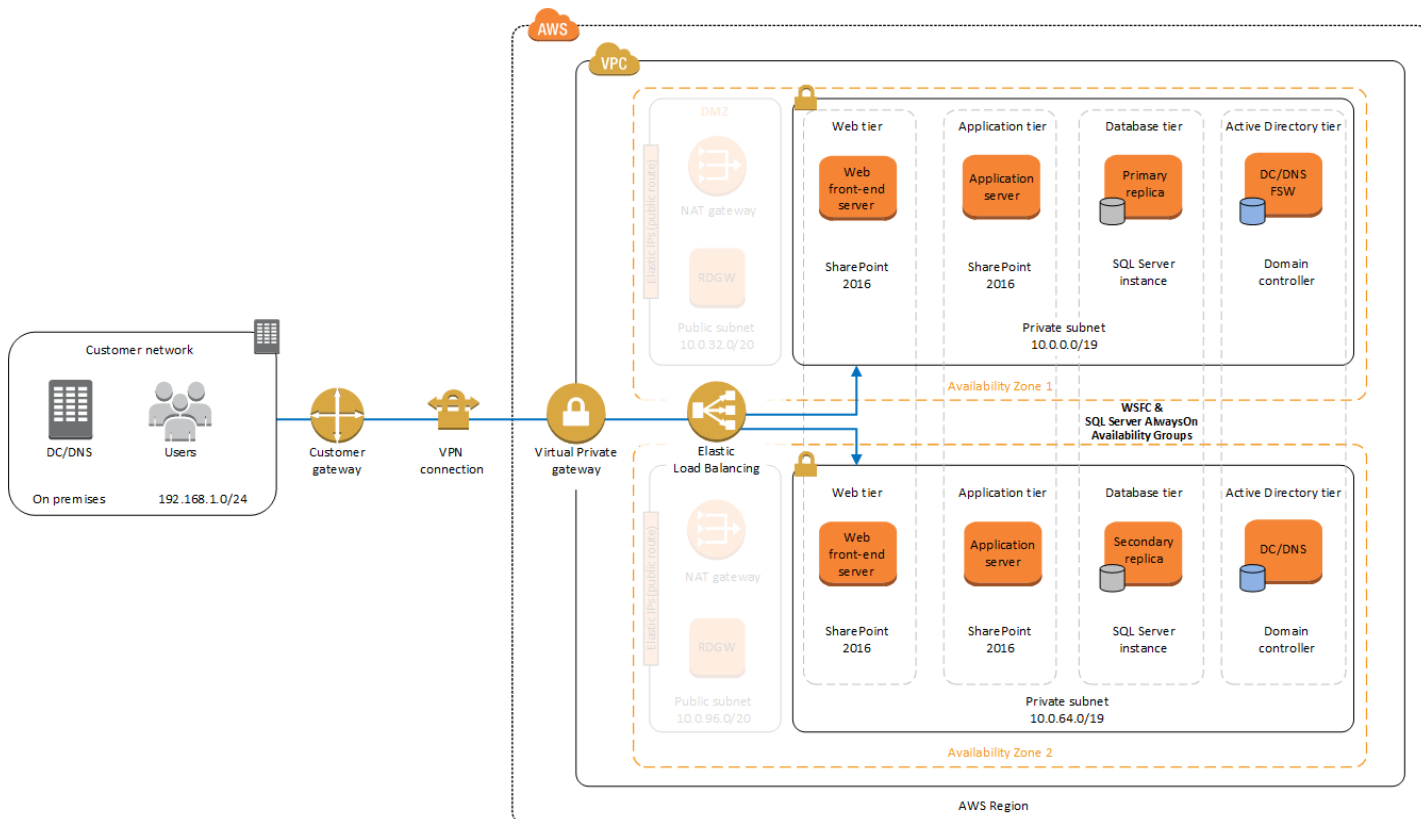 AWS
VPC
DMZ
Elastic IPs (public route)
NAT gateway
RDGW
Public subnet
10.0.32.0/20
Web tier
Web
front-end
server
SharePoint
2016
Application tier
Application
server
SharePoint
2016
Database tier
Primary
replica
SQL Server
instance
Active Directory tier
DC/DNS
FSW
Domain
controller
Private subnet
10.0.0.0/19
Availability Zone 1
Customer network
DC/DNS
Users
On premises
192.168.1.0/24
Customer
gateway
VPN
connection
Virtual Private
gateway
Elastic
Load Balancing
WSFC &
SQL Server AlwaysOn
Availability Groups
Elastic IPs (public route)
NAT gateway
RDGW
Public subnet
10.0.96.0/20
Web tier
Web
front-end
server
SharePoint
2016
Application tier
Application
server
SharePoint
2016
Database tier
Secondary
replica
SQL Server
instance
Active Directory tier
DC/DNS
Domain
controller
Private subnet
10.0.64.0/19
Availability Zone 2
AWS Region